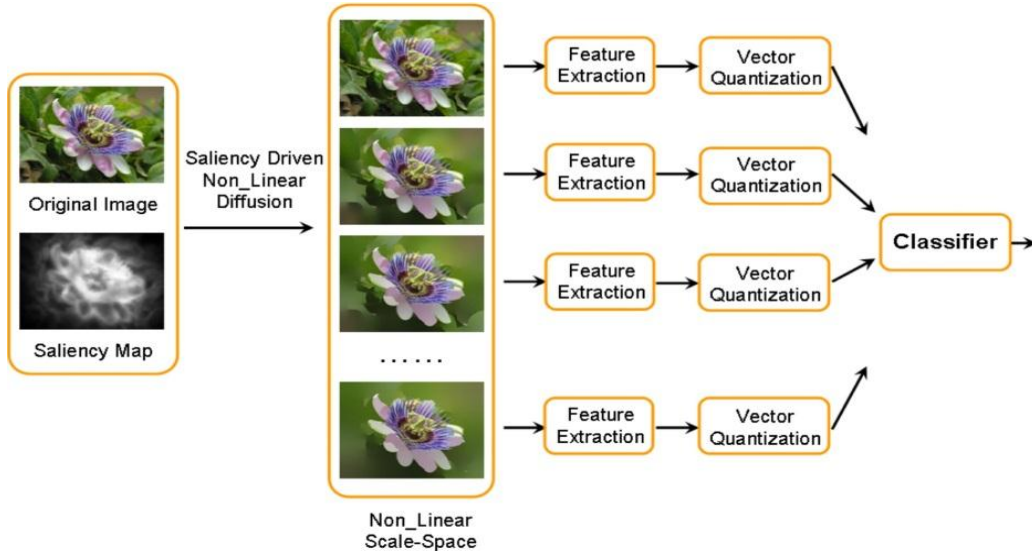 Original Image
Saliency Map
Saliency Driven
Non_Linear
Diffusion
......
Non_Linear
Scale-Space
Feature
Extraction
Vector
Quantization
Feature
Extraction
Vector
Quantization
Feature
Extraction
Vector
Quantization
Feature
Extraction
Vector
Quantization
Classifier